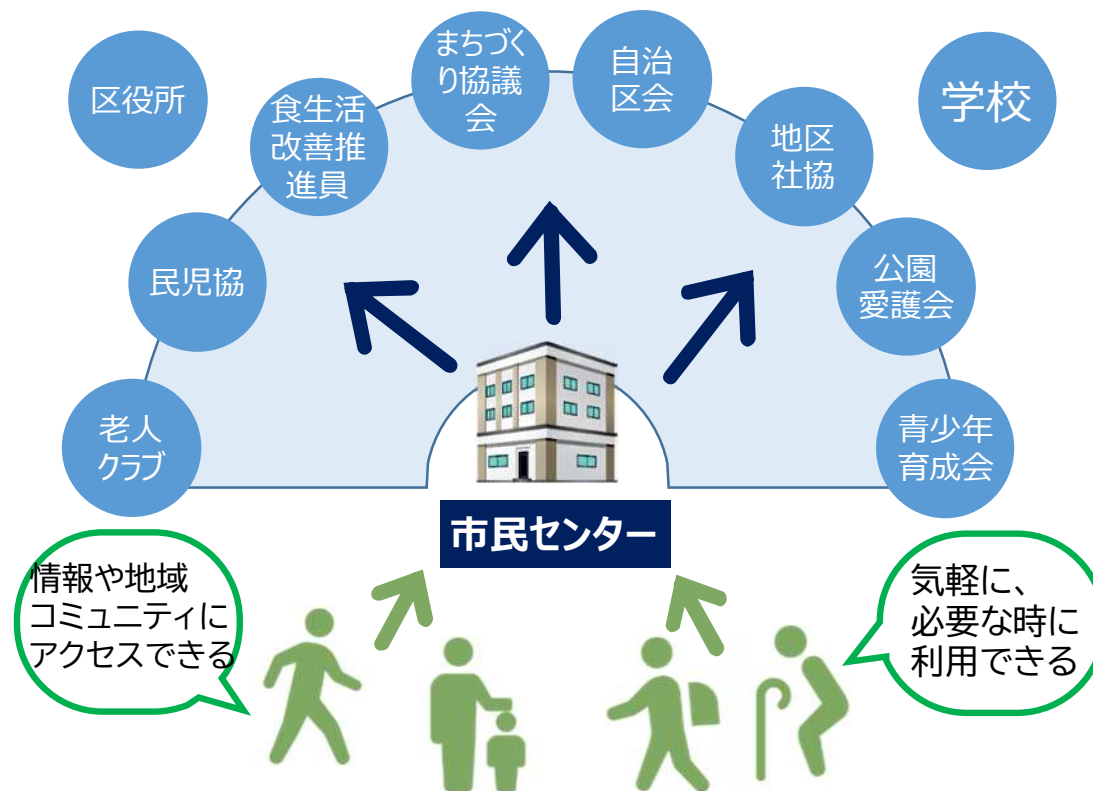 区役所
食生活
改善推
進員
まちづく
り協議
会
自治
区会
地区
社協
学校
民児協
公園
愛護会
老人
クラブ
青少年
育成会
市民センター
情報や地域
コミュニティに
アクセスできる
気軽に、
必要な時に
利用できる